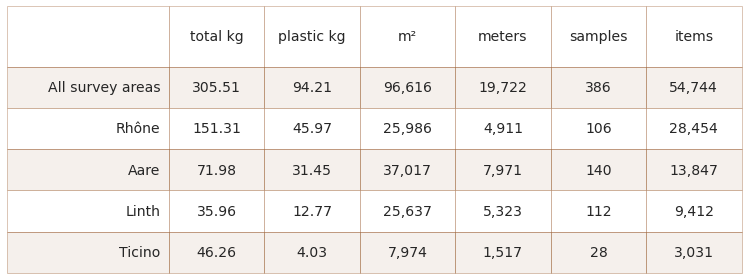 total kg plastic kg m² meters samples items
All survey areas 305.51 94.21 96,616 19,722 386 54,744
Rhône 151.31 45.97 25,986 4,911 106 28,454
Aare 71.98 31.45 37,017 7,971 140 13,847
Linth 35.96 12.77 25,637 5,323 112 9,412
Ticino 46.26 4.03 7,974 1,517 28 3,031